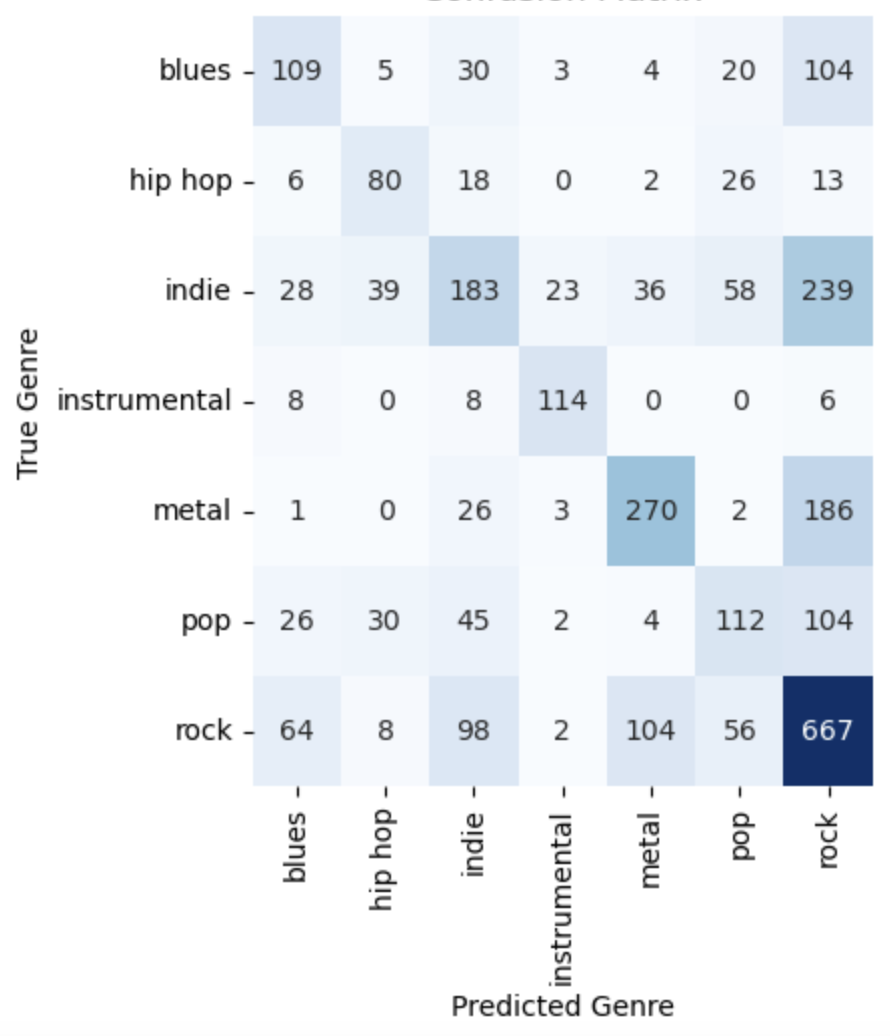 blues 109 5 30 3 4 20 104
hip hop 6 80 18 0 2 26 13
indie 28 39 183 23 36 58 239
instrumental 8 0 8 114 0 0 6
metal 1 0 26 3 270 2 186
pop 26 30 45 2 4 112 104
rock 64 8 98 2 104 56 667
True Genre
blues hip hop indie instrumental metal pop rock
Predicted Genre